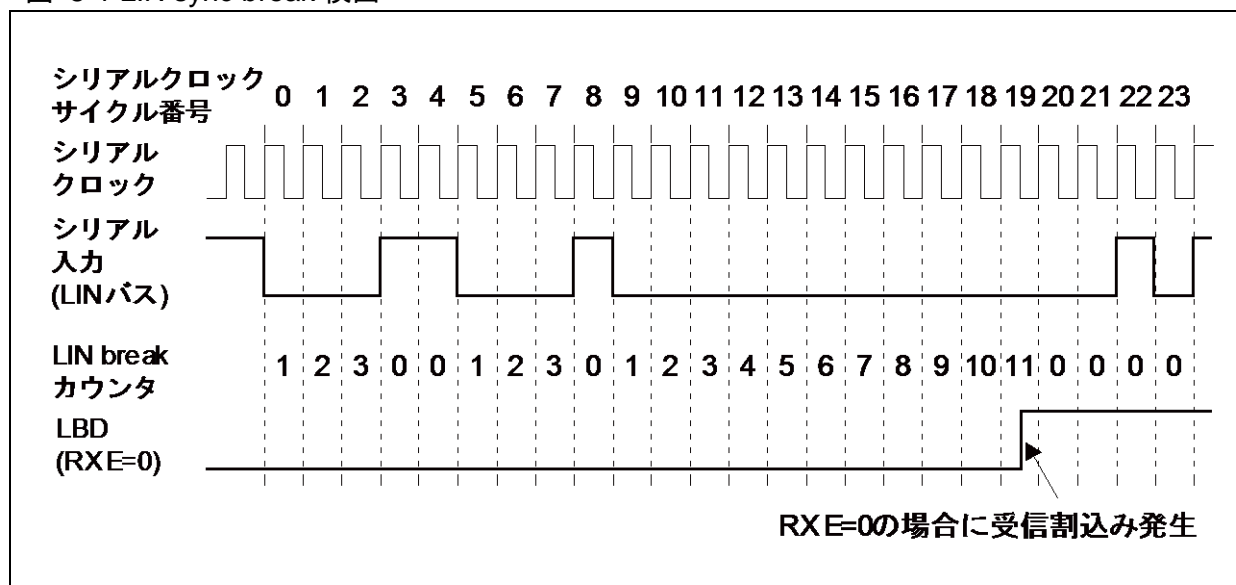 シリアルクロック
サイクル番号
0 1 2 3 4 5 6 7 8 9 10 11 12 13 14 15 16 17 18 19 20 21 22 23
シリアル
クロック
シリアル
入力
(LINバス)
LIN break
カウンタ
1 2 3 0 0 1 2 3 0 1 2 3 4 5 6 7 8 9 10 11 0 0 0 0
LBD
(RXE=0)
RXE=0の場合に受信割込み発生